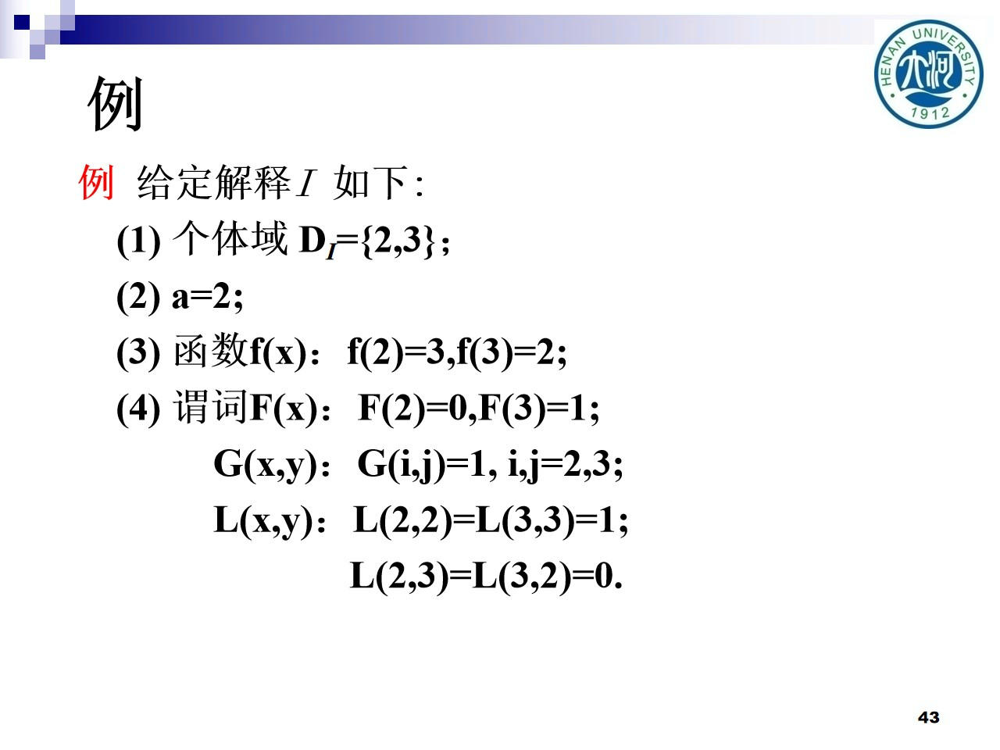 HENAN UNIVERSITY
1912
例
例 给定解释I 如下:
(1) 个体域 D_I={2,3}；
(2) a=2;
(3) 函数f(x)：f(2)=3,f(3)=2;
(4) 谓词F(x)：F(2)=0,F(3)=1;
G(x,y)：G(i,j)=1, i,j=2,3;
L(x,y)：L(2,2)=L(3,3)=1;
L(2,3)=L(3,2)=0.
43